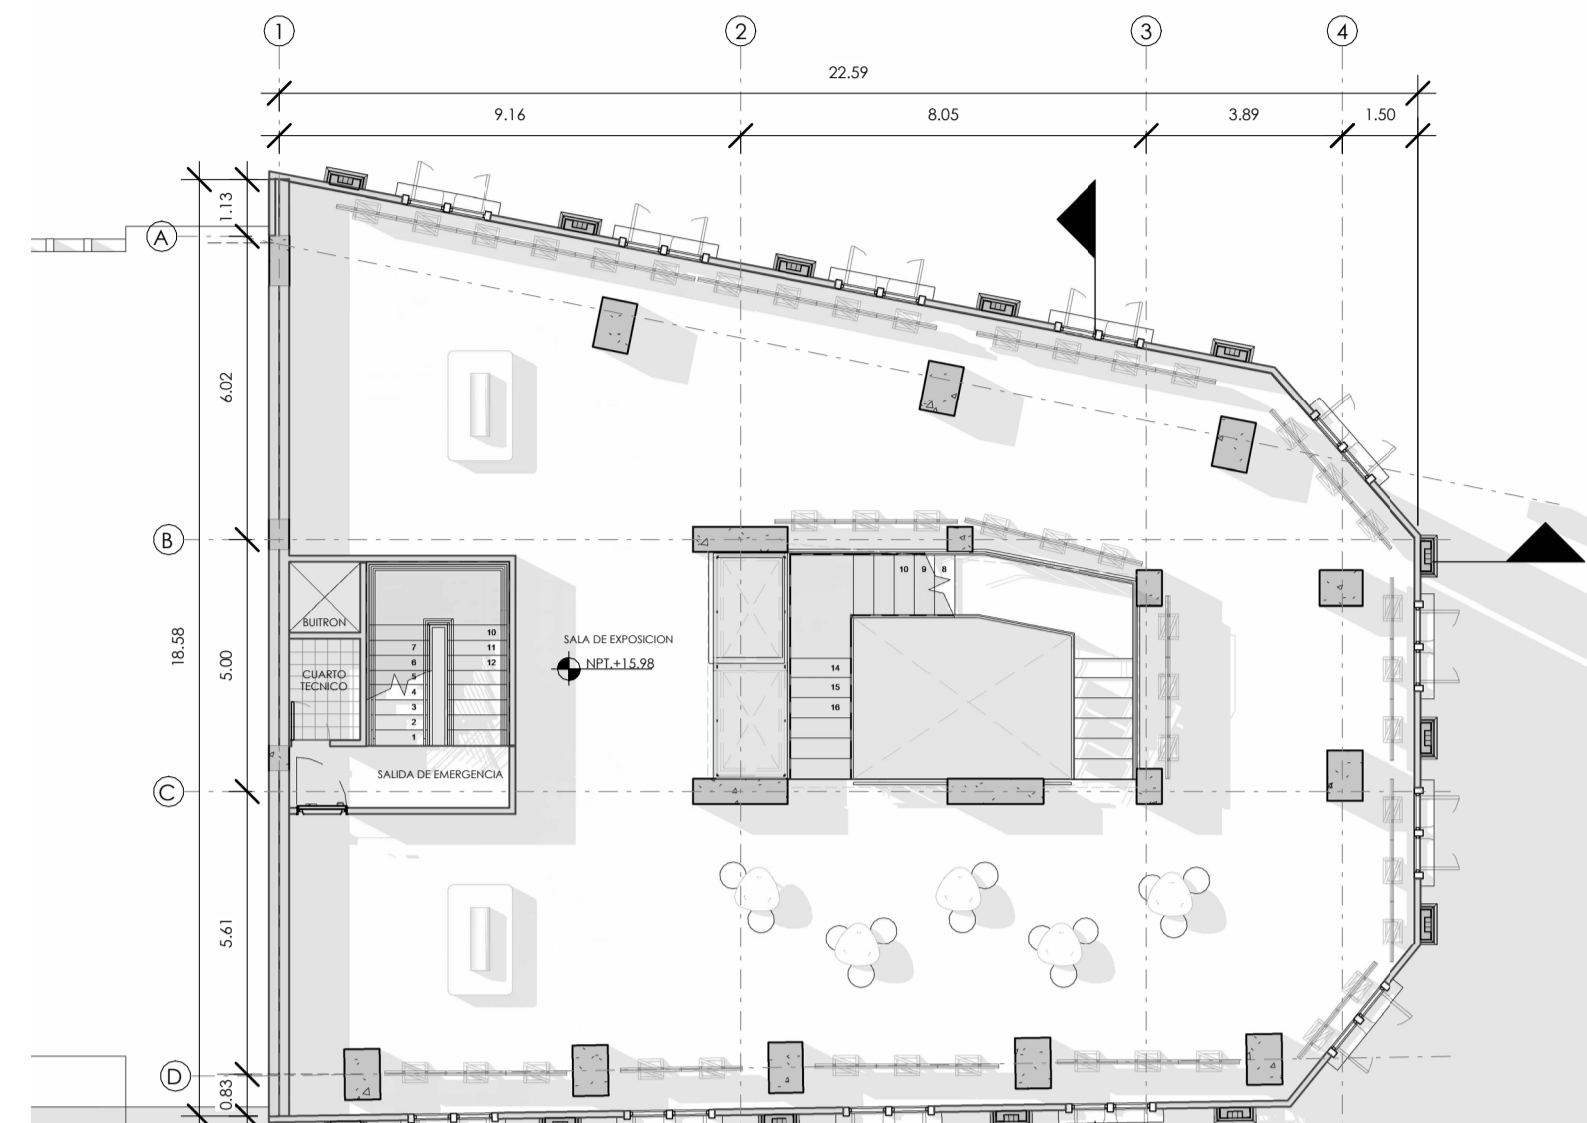 1 2 3 4
22.59
9.16 8.05 3.89 1.50
1.13
A
6.02
B
10 9 8
BUITRON
10
7 11
6 12
5
4
3
2
1
CUARTO
TECNICO
SALA DE EXPOSICION
NPT.+15.98
14
15
16
18.58
5.00
SALIDA DE EMERGENCIA
C
5.61
D
0.83